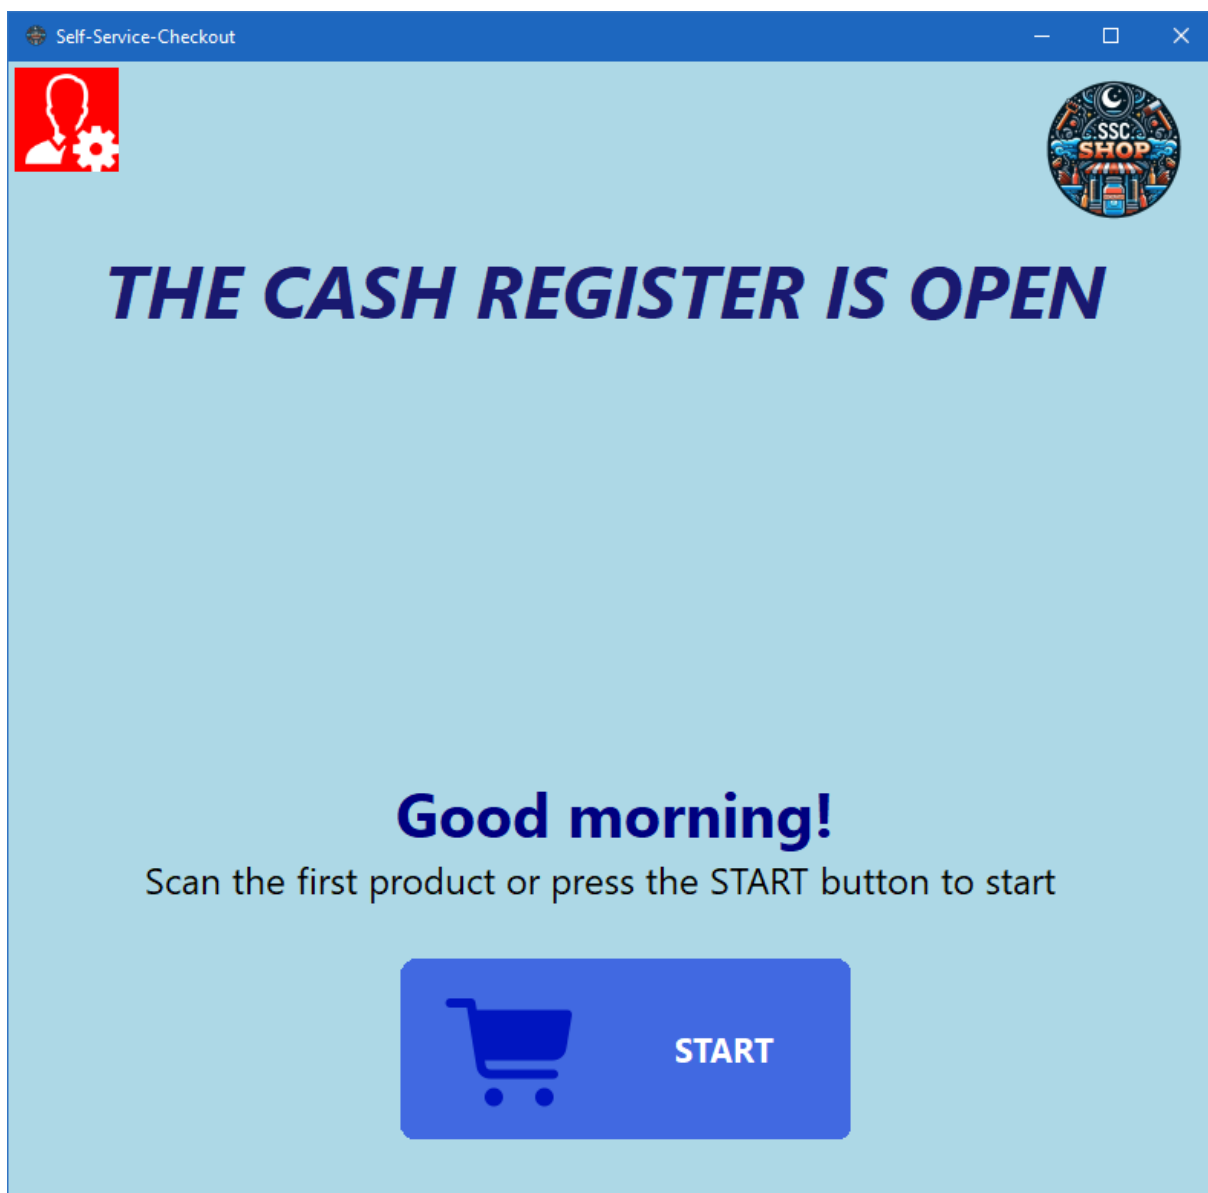 Self-Service-Checkout
SSC
SHOP
THE CASH REGISTER IS OPEN
Good morning!
Scan the first product or press the START button to start
START